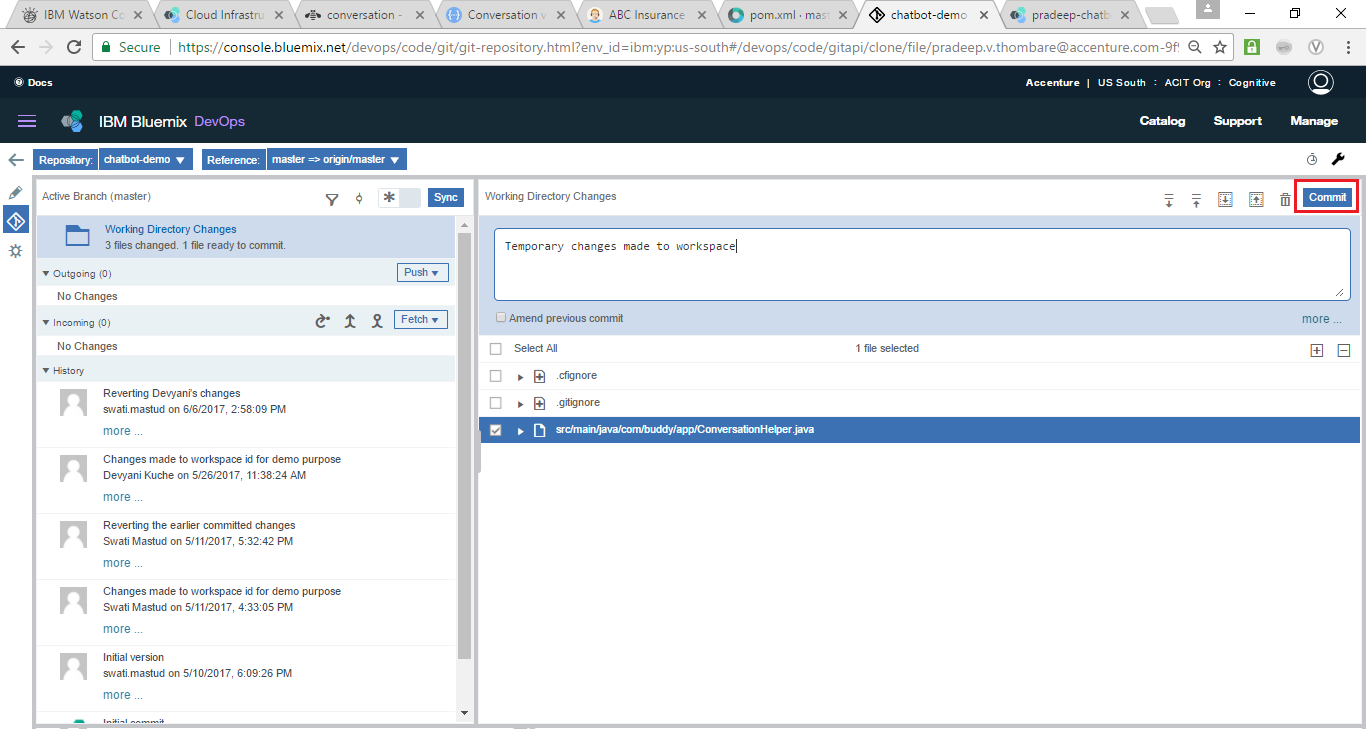 IBM Watson Co
Cloud Infrastru
conversation -
Conversation v
ABC Insurance
pom.xml · mast
chatbot-demo
pradeep-chatb
Secure
https://console.bluemix.net/devops/code/git/git-repository.html?env_id=ibm:yp:us-south#/devops/code/gitapi/clone/file/pradeep.v.thombare@accenture.com-9f
Docs
Accenture | US South : ACIT Org : Cognitive
IBM Bluemix DevOps
Catalog Support Manage
Repository: chatbot-demo
Reference: master => origin/master
Active Branch (master)
Sync
Working Directory Changes
3 files changed. 1 file ready to commit.
Outgoing (0)
Push
No Changes
Incoming (0)
Fetch
No Changes
History
Reverting Devyani's changes
swati.mastud on 6/6/2017, 2:58:09 PM
more ...
Changes made to workspace id for demo purpose
Devyani Kuche on 5/26/2017, 11:38:24 AM
more ...
Reverting the earlier committed changes
Swati Mastud on 5/11/2017, 5:32:42 PM
more ...
Changes made to workspace id for demo purpose
Swati Mastud on 5/11/2017, 4:33:05 PM
more ...
Initial version
swati.mastud on 5/10/2017, 6:09:26 PM
more ...
Initial commit
Working Directory Changes
Commit
Temporary changes made to workspace
Amend previous commit
more ...
Select All
1 file selected
.cfignore
.gitignore
src/main/java/com/buddy/app/ConversationHelper.java